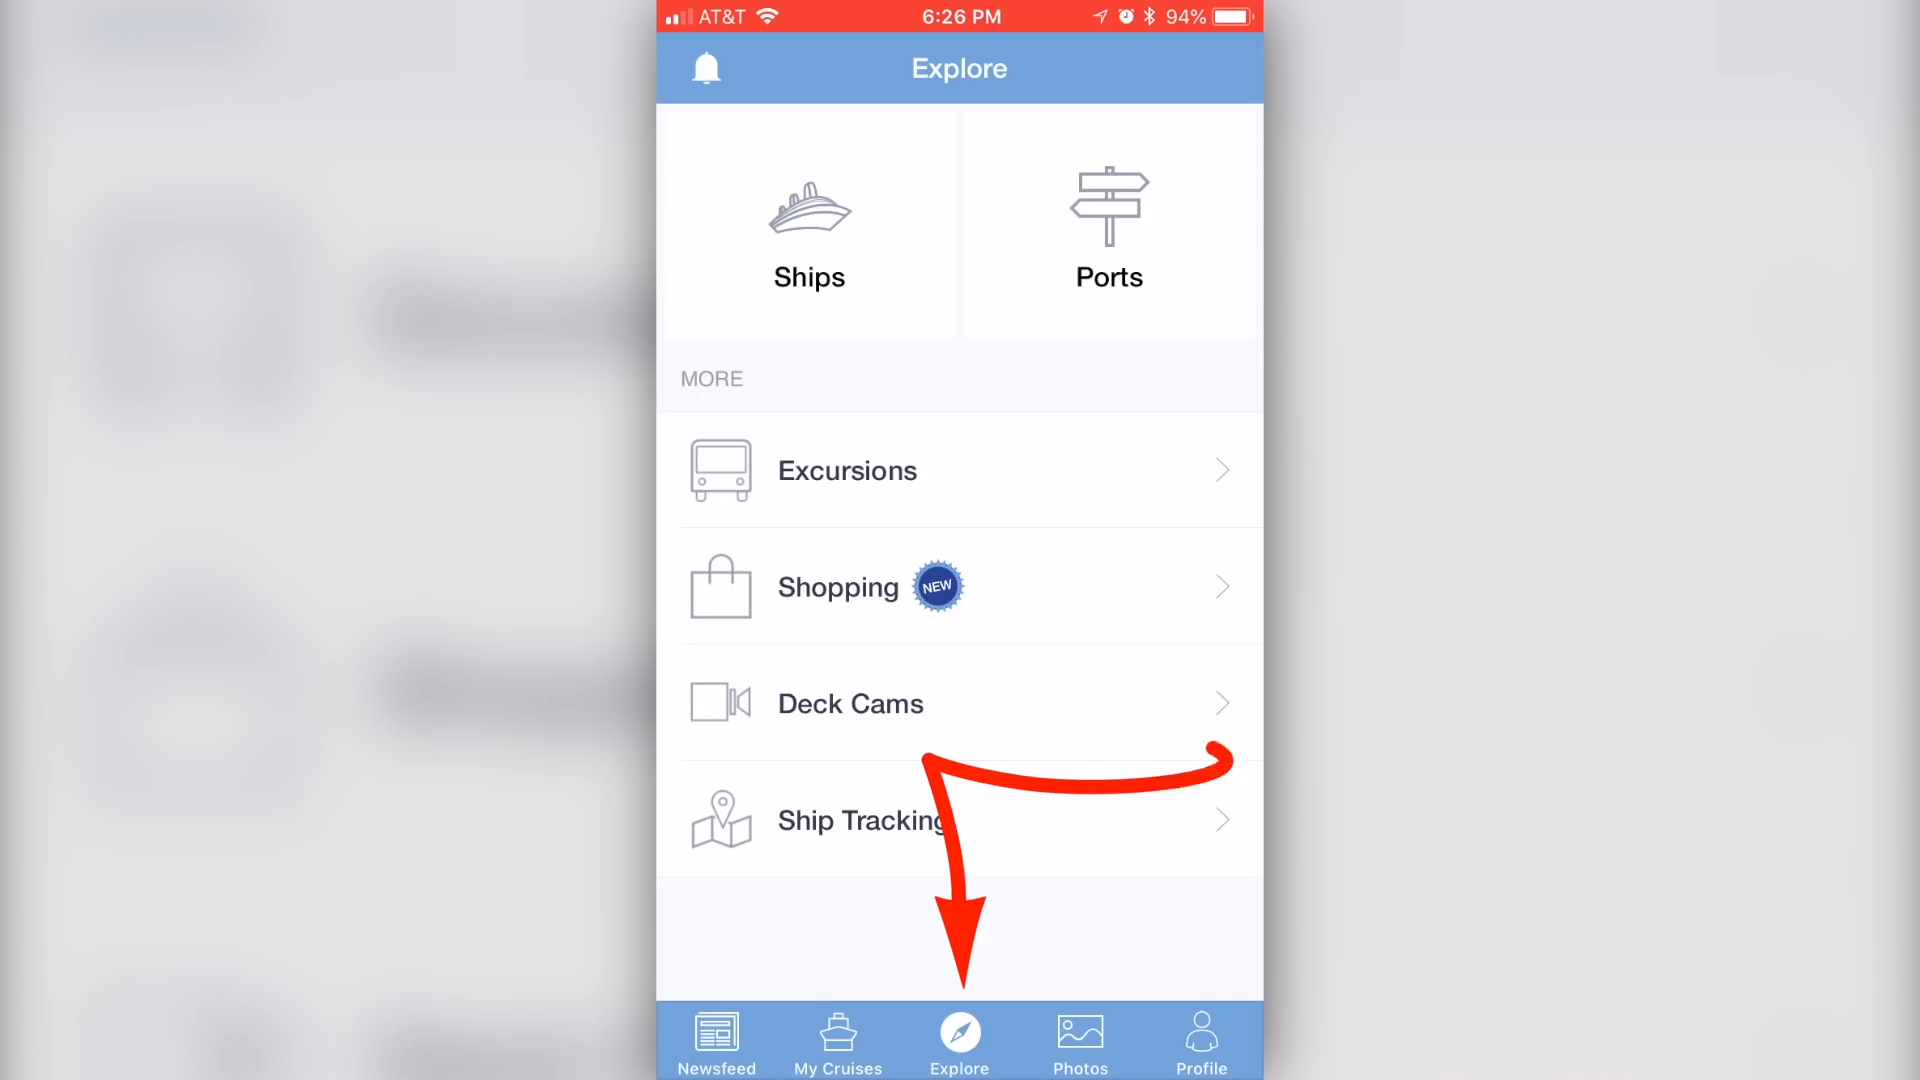 AT&T 6:26 PM 94%
Explore
Ships Ports
MORE
Excursions
Shopping NEW
Deck Cams
Ship Tracking
Newsfeed My Cruises Explore Photos Profile